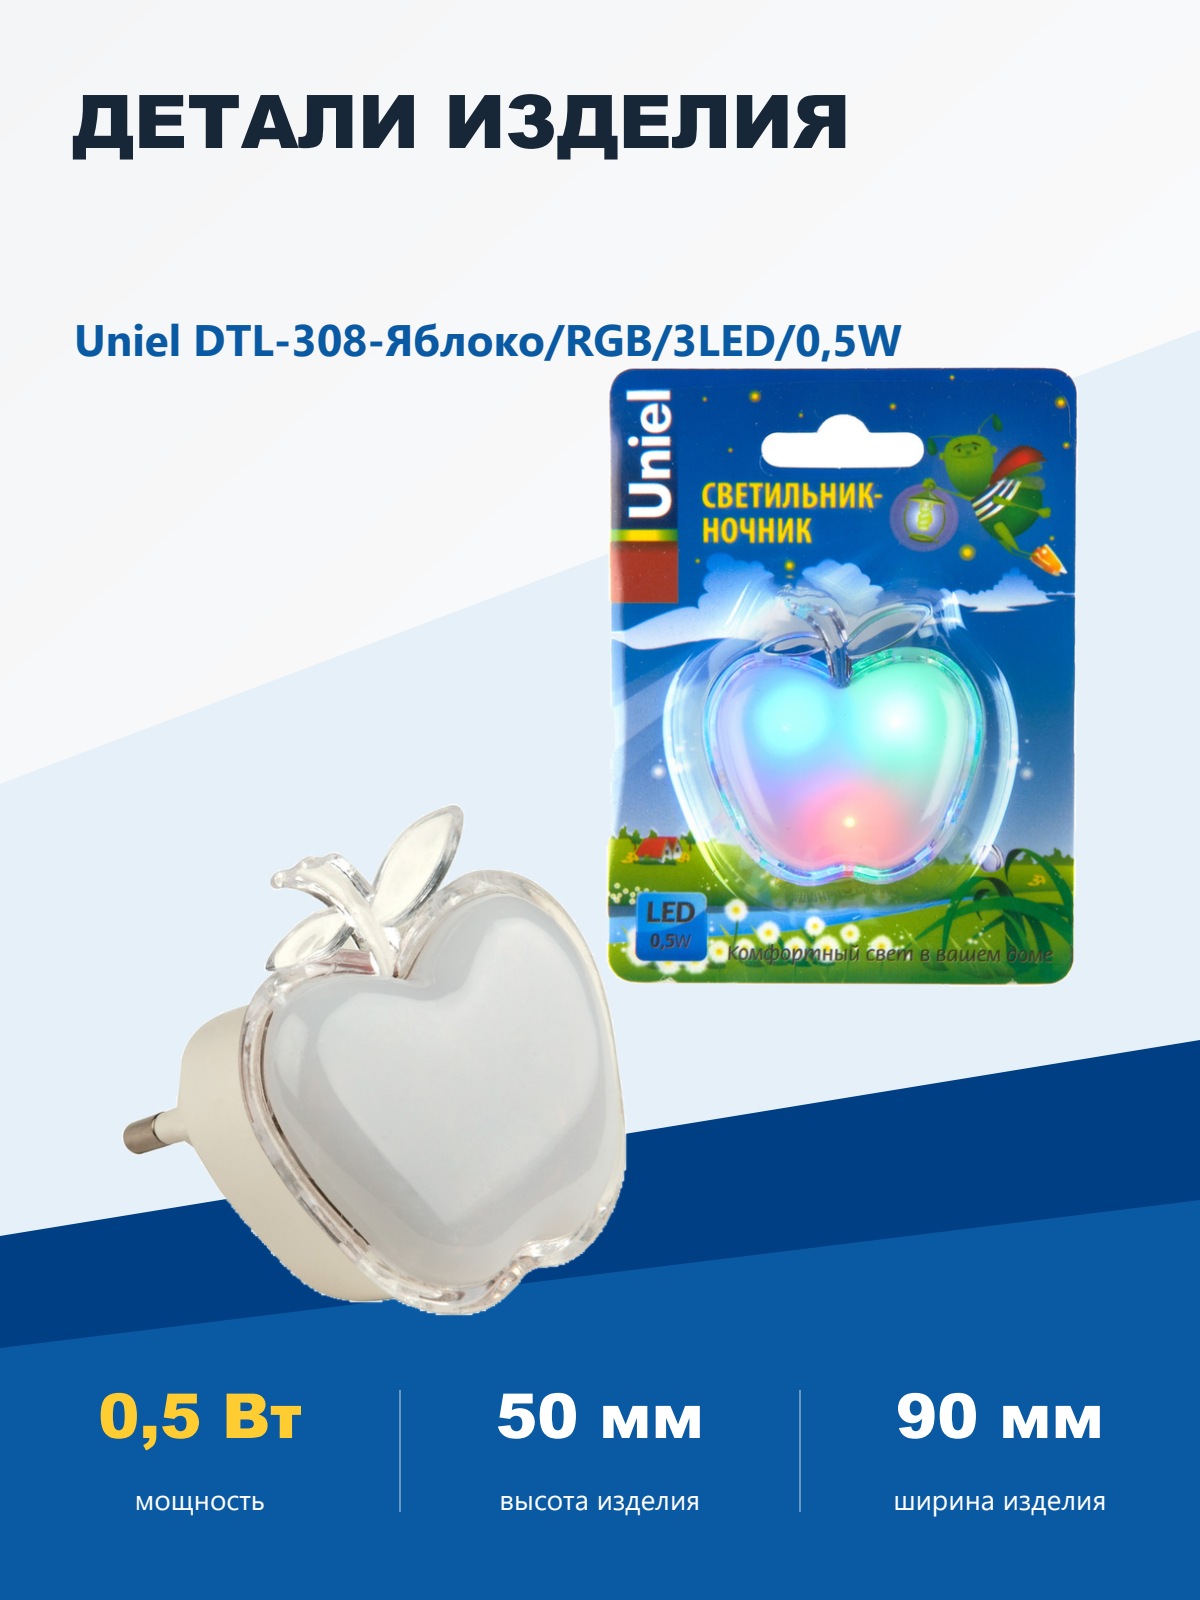 ДЕТАЛИ ИЗДЕЛИЯ
Uniel DTL-308-Яблоко/RGB/3LED/0,5W
Uniel
СВЕТИЛЬНИК-
НОЧНИК
LED
0,5W
Комфортный свет в вашем доме
0,5 Вт
мощность
50 мм
высота изделия
90 мм
ширина изделия